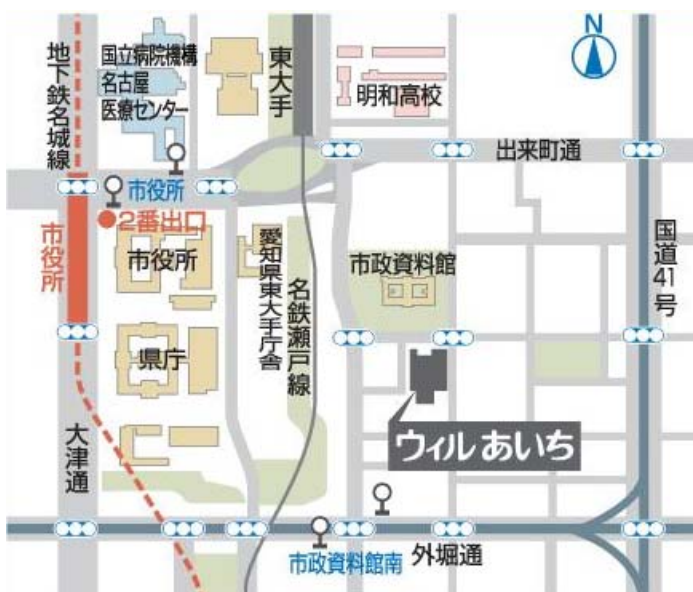 N
地下鉄名城線
国立病院機構
名古屋
医療センター
東大手
明和高校
出来町通
市役所
2番出口
市役所
市役所
愛知県東大手庁舎
名鉄瀬戸線
市政資料館
国道41号
県庁
ウィルあいち
大津通
市政資料館南
外堀通